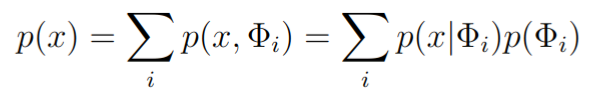 p(x) = ∑_i p(x, Φ_i) = ∑_i p(x|Φ_i)p(Φ_i)